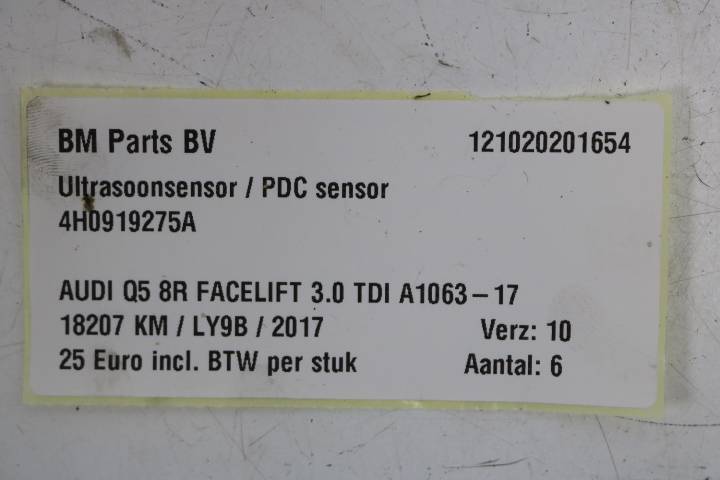 BM Parts BV 121020201654
Ultrasoonsensor / PDC sensor
4H0919275A
AUDI Q5 8R FACELIFT 3.0 TDI A1063-17
18207 KM / LY9B / 2017 Verz: 10
25 Euro incl. BTW per stuk Aantal: 6